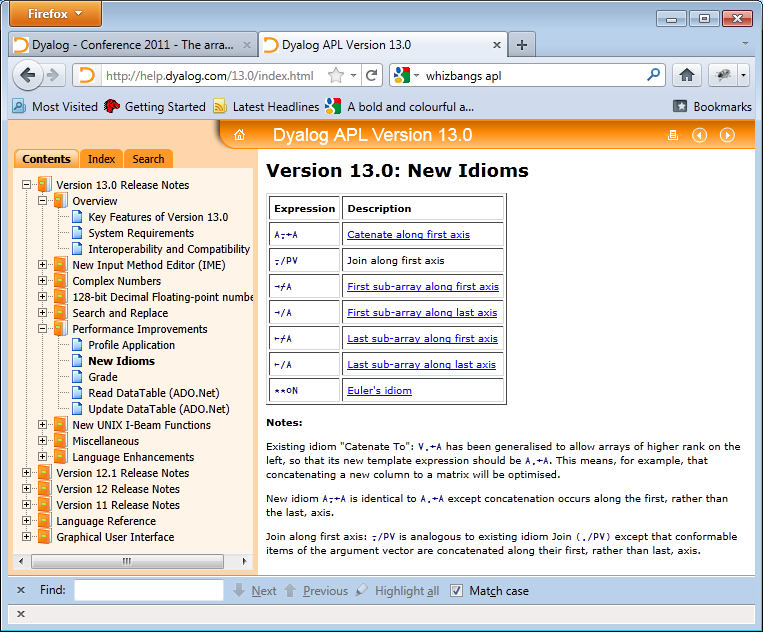 Firefox
Dyalog - Conference 2011 - The arra...
Dyalog APL Version 13.0
http://help.dyalog.com/13.0/index.html
whizbangs apl
Most Visited
Getting Started
Latest Headlines
A bold and colourful a...
Bookmarks
Dyalog APL Version 13.0
Contents
Index
Search
Version 13.0 Release Notes
Overview
Key Features of Version 13.0
System Requirements
Interoperability and Compatibility
New Input Method Editor (IME)
Complex Numbers
128-bit Decimal Floating-point numbe
Search and Replace
Performance Improvements
Profile Application
New Idioms
Grade
Read DataTable (ADO.Net)
Update DataTable (ADO.Net)
New UNIX I-Beam Functions
Miscellaneous
Language Enhancements
Version 12.1 Release Notes
Version 12 Release Notes
Version 11 Release Notes
Language Reference
Graphical User Interface
Version 13.0: New Idioms
Expression Description
A⍪←A Catenate along first axis
⍪/PV Join along first axis
⊣⌿A First sub-array along first axis
⊣/A First sub-array along last axis
⊢⌿A Last sub-array along first axis
⊢/A Last sub-array along last axis
**○N Euler's idiom
Notes:
Existing idiom "Catenate To": V,←A has been generalised to allow arrays of higher rank on the
left, so that its new template expression should be A,←A. This means, for example, that
concatenating a new column to a matrix will be optimised.
New idiom A⍪←A is identical to A,←A except concatenation occurs along the first, rather than
the last, axis.
Join along first axis: ⍪/PV is analogous to existing idiom Join (,/PV) except that conformable
items of the argument vector are concatenated along their first, rather than last, axis.
Find:
Next
Previous
Highlight all
Match case